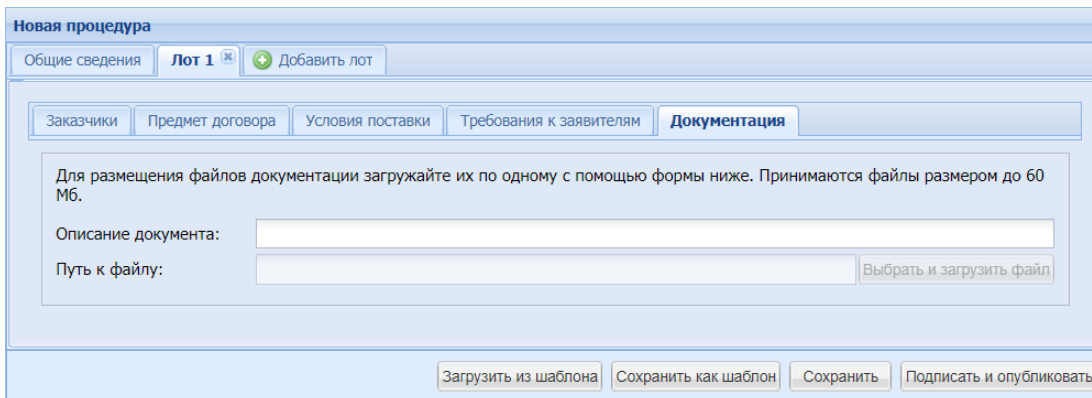 Новая процедура
Общие сведения Лот 1 Добавить лот
Заказчики Предмет договора Условия поставки Требования к заявителям Документация
Для размещения файлов документации загружайте их по одному с помощью формы ниже. Принимаются файлы размером до 60
Мб.
Описание документа:
Путь к файлу: Выбрать и загрузить файл
Загрузить из шаблона Сохранить как шаблон Сохранить Подписать и опубликовать